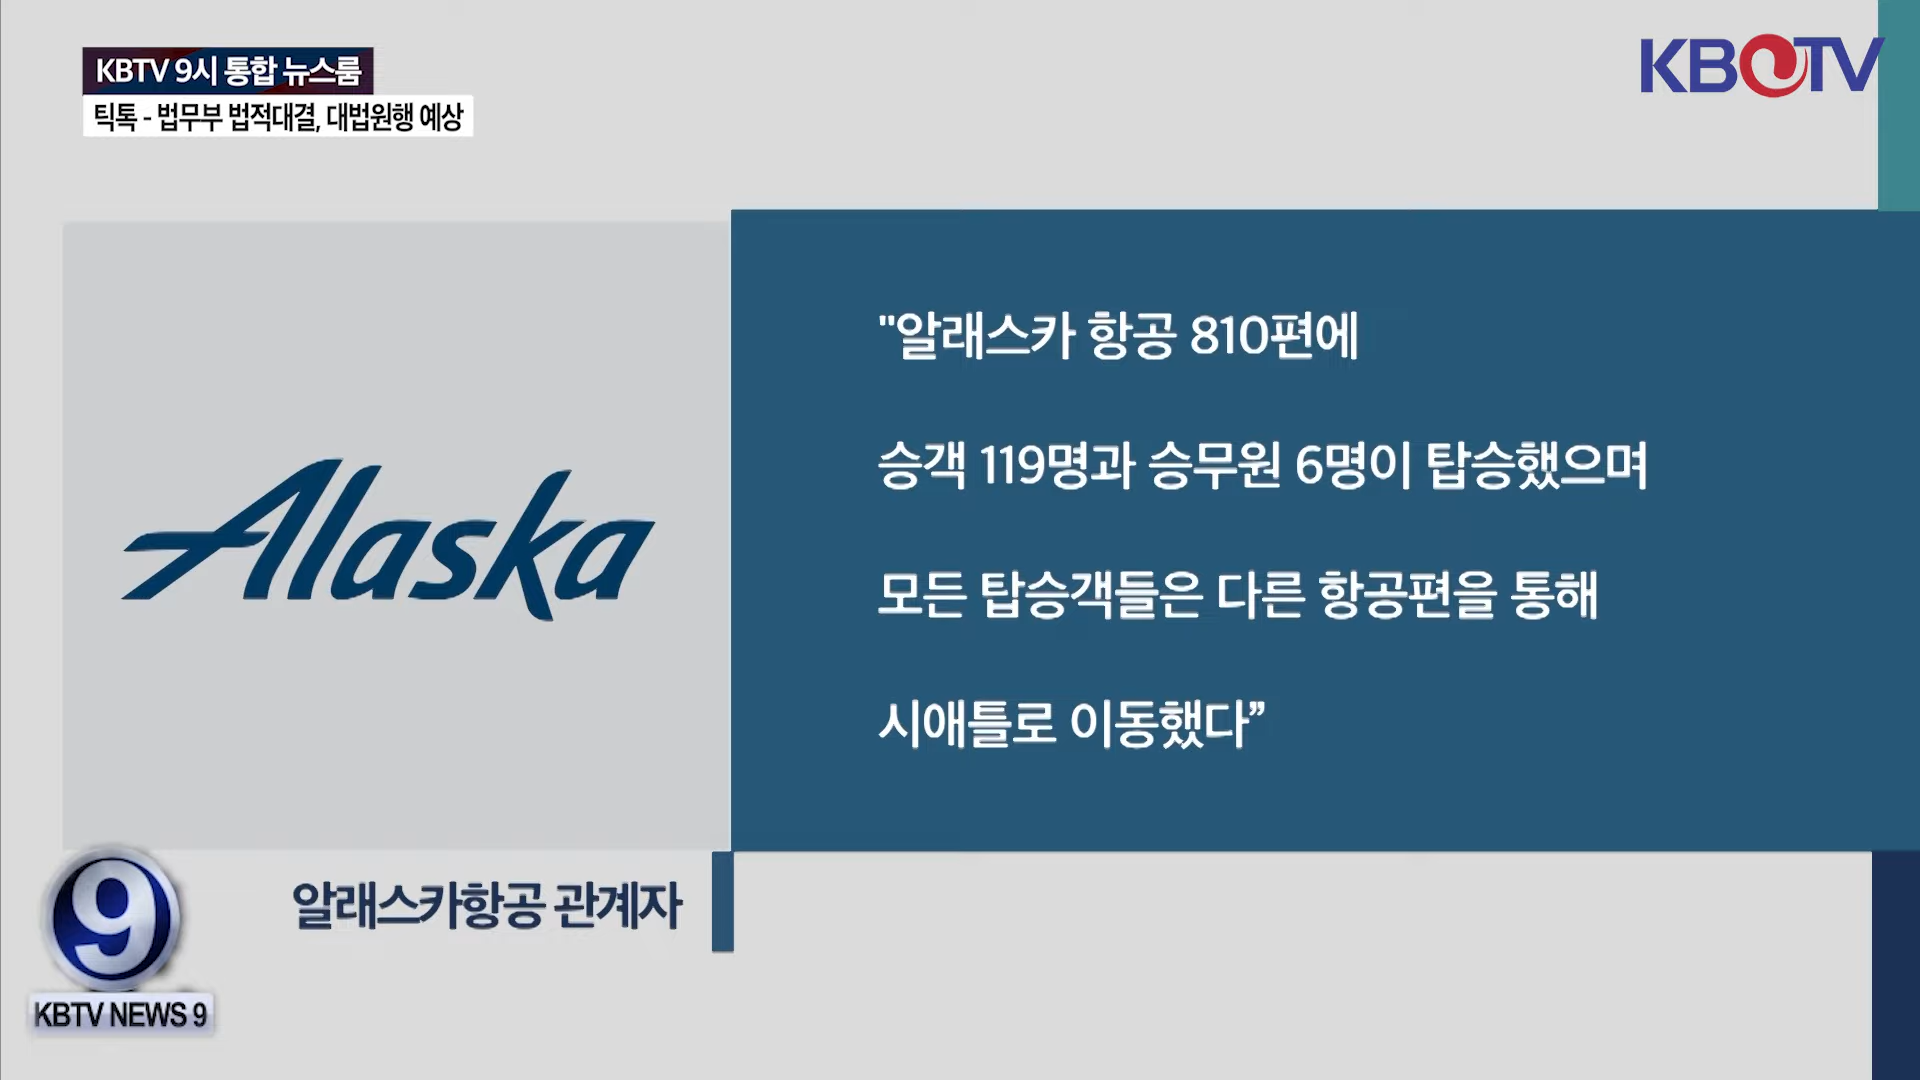 KBTV 9시 통합 뉴스룸
틱톡 - 법무부 법적대결, 대법원행 예상
KBTV
"알래스카 항공 810편에
승객 119명과 승무원 6명이 탑승했으며
모든 탑승객들은 다른 항공편을 통해
시애틀로 이동했다”
Alaska
알래스카항공 관계자
9
KBTV NEWS 9